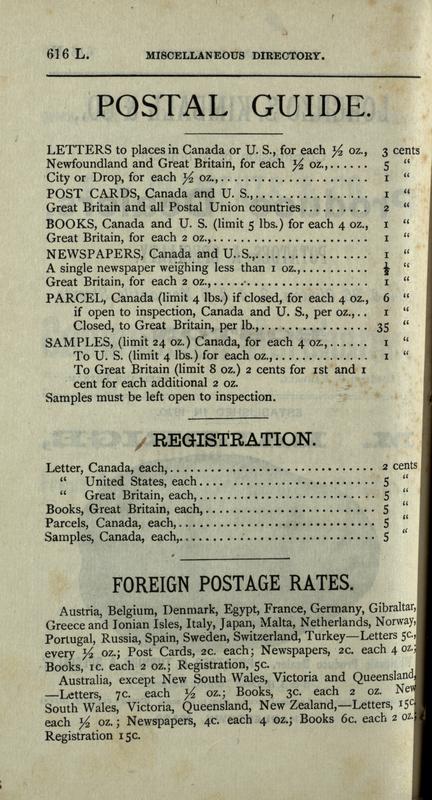 616 L. MISCELLANEOUS DIRECTORY.
POSTAL GUIDE.
LETTERS to places in Canada or U. S., for each ½ oz., 3 cents
Newfoundland and Great Britain, for each ½ oz.,...... 5 "
City or Drop, for each ½ oz.,........................ 1 "
POST CARDS, Canada and U. S.,................ 1 "
Great Britain and all Postal Union countries.......... 2 "
BOOKS, Canada and U. S. (limit 5 lbs.) for each 4 oz., 1 "
Great Britain, for each 2 oz.,........................ 1 "
NEWSPAPERS, Canada and U. S.,................ 1 "
A single newspaper weighing less than 1 oz.,.......... ½ "
Great Britain, for each 2 oz.,........................ 1 "
PARCEL, Canada (limit 4 lbs.) if closed, for each 4 oz., 6 "
if open to inspection, Canada and U. S., per oz.,.. 1 "
Closed, to Great Britain, per lb.,................ 35 "
SAMPLES, (limit 24 oz.) Canada, for each 4 oz.,...... 1 "
To U. S. (limit 4 lbs.) for each oz.,.............. 1 "
To Great Britain (limit 8 oz.) 2 cents for 1st and 1
cent for each additional 2 oz.
Samples must be left open to inspection.
REGISTRATION.
Letter, Canada, each,................................ 2 cents
" United States, each............................ 5 "
" Great Britain, each,............................ 5 "
Books, Great Britain, each,.......................... 5 "
Parcels, Canada, each,............................... 5 "
Samples, Canada, each,............................... 5 "
FOREIGN POSTAGE RATES.
Austria, Belgium, Denmark, Egypt, France, Germany, Gibraltar,
Greece and Ionian Isles, Italy, Japan, Malta, Netherlands, Norway,
Portugal, Russia, Spain, Sweden, Switzerland, Turkey—Letters 5c.,
every ½ oz.; Post Cards, 2c. each; Newspapers, 2c. each 4 oz.;
Books, 1c. each 2 oz.; Registration, 5c.
Australia, except New South Wales, Victoria and Queensland,
—Letters, 7c. each ½ oz.; Books, 3c. each 2 oz. New
South Wales, Victoria, Queensland, New Zealand,—Letters, 15c.
each ½ oz.; Newspapers, 4c. each 4 oz.; Books 6c. each 2 oz.;
Registration 15c.